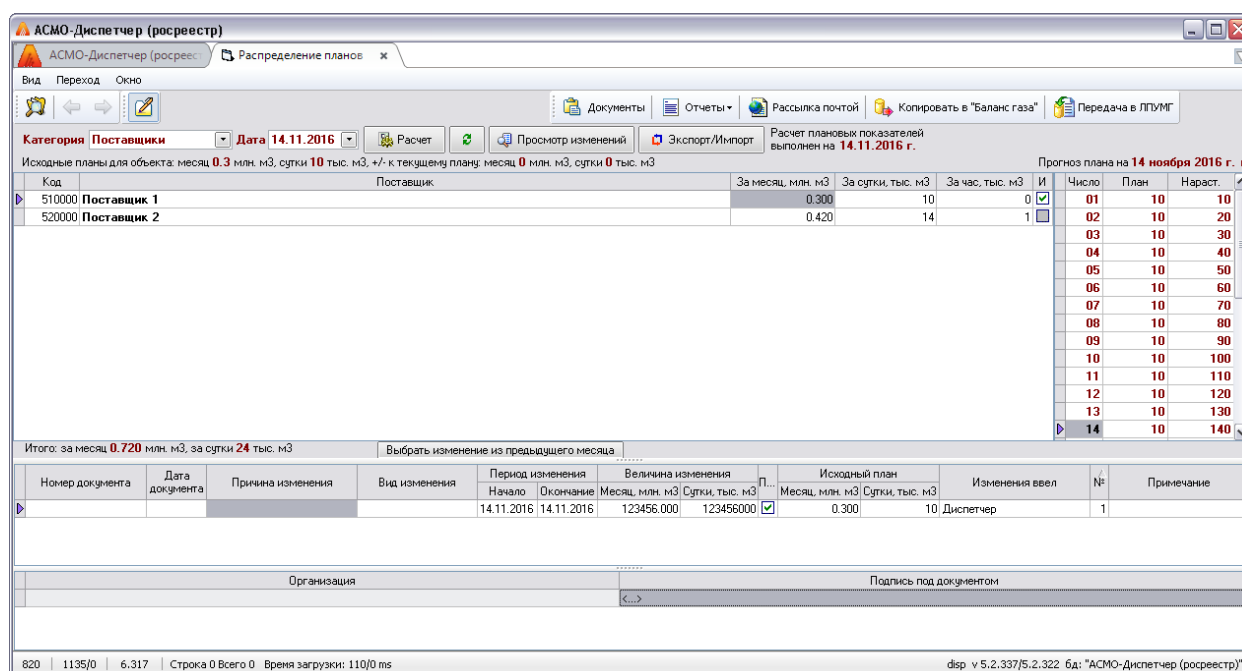 АСМО-Диспетчер (росреестр)
АСМО-Диспетчер (росреест Распределение планов
Вид Переход Окно
Документы Отчеты Рассылка почтой Копировать в "Баланс газа" Передача в ЛПУМГ
Категория Поставщики Дата 14.11.2016 Расчет Просмотр изменений Экспорт/Импорт Расчет плановых показателей
выполнен на 14.11.2016 г.
Исходные планы для объекта: месяц 0.3 млн. м3, сутки 10 тыс. м3, +/- к текущему плану: месяц 0 млн. м3, сутки 0 тыс. м3 Прогноз плана на 14 ноября 2016 г.
Код Поставщик За месяц, млн. м3 За сутки, тыс. м3 За час, тыс. м3 И Число План Нараст.
510000 Поставщик 1 0.300 10 0 01 10 10
520000 Поставщик 2 0.420 14 1 02 10 20
03 10 30
04 10 40
05 10 50
06 10 60
07 10 70
08 10 80
09 10 90
10 10 100
11 10 110
12 10 120
13 10 130
14 10 140
Итого: за месяц 0.720 млн. м3, за сутки 24 тыс. м3 Выбрать изменение из предыдущего месяца
Номер документа Дата документа Причина изменения Вид изменения Период изменения Величина изменения П... Исходный план Изменения ввел № Примечание
Начало Окончание Месяц, млн. м3 Сутки, тыс. м3 Месяц, млн. м3 Сутки, тыс. м3
14.11.2016 14.11.2016 123456.000 123456000 0.300 10 Диспетчер 1
Организация Подпись под документом
<...>
820 1135/0 6.317 Строка 0 Всего 0 Время загрузки: 110/0 ms disp v 5.2.337/5.2.322 бд: "АСМО-Диспетчер (росреестр)"